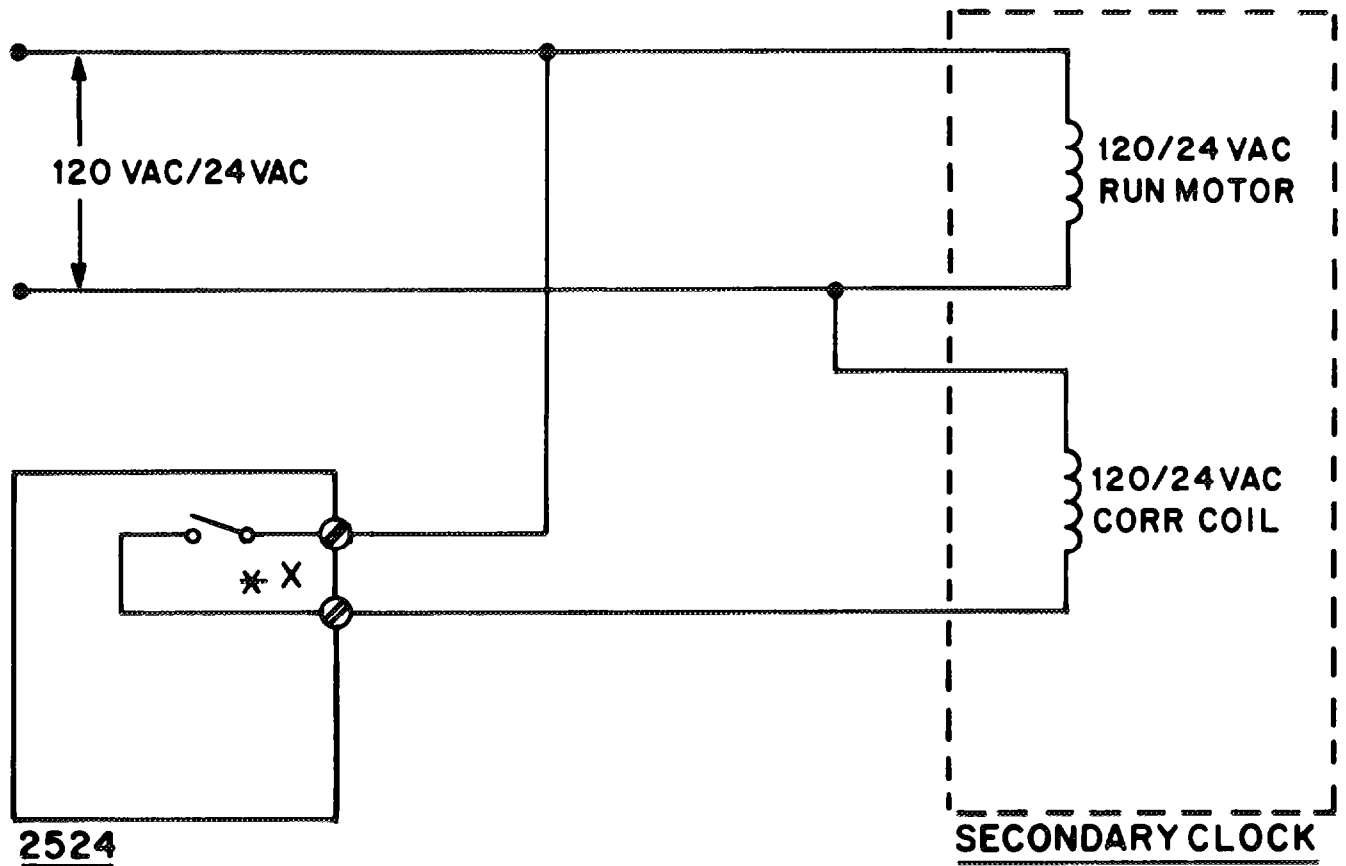 120 VAC/24 VAC
120/24 VAC
RUN MOTOR
120/24 VAC
CORR COIL
* X
2524
SECONDARY CLOCK